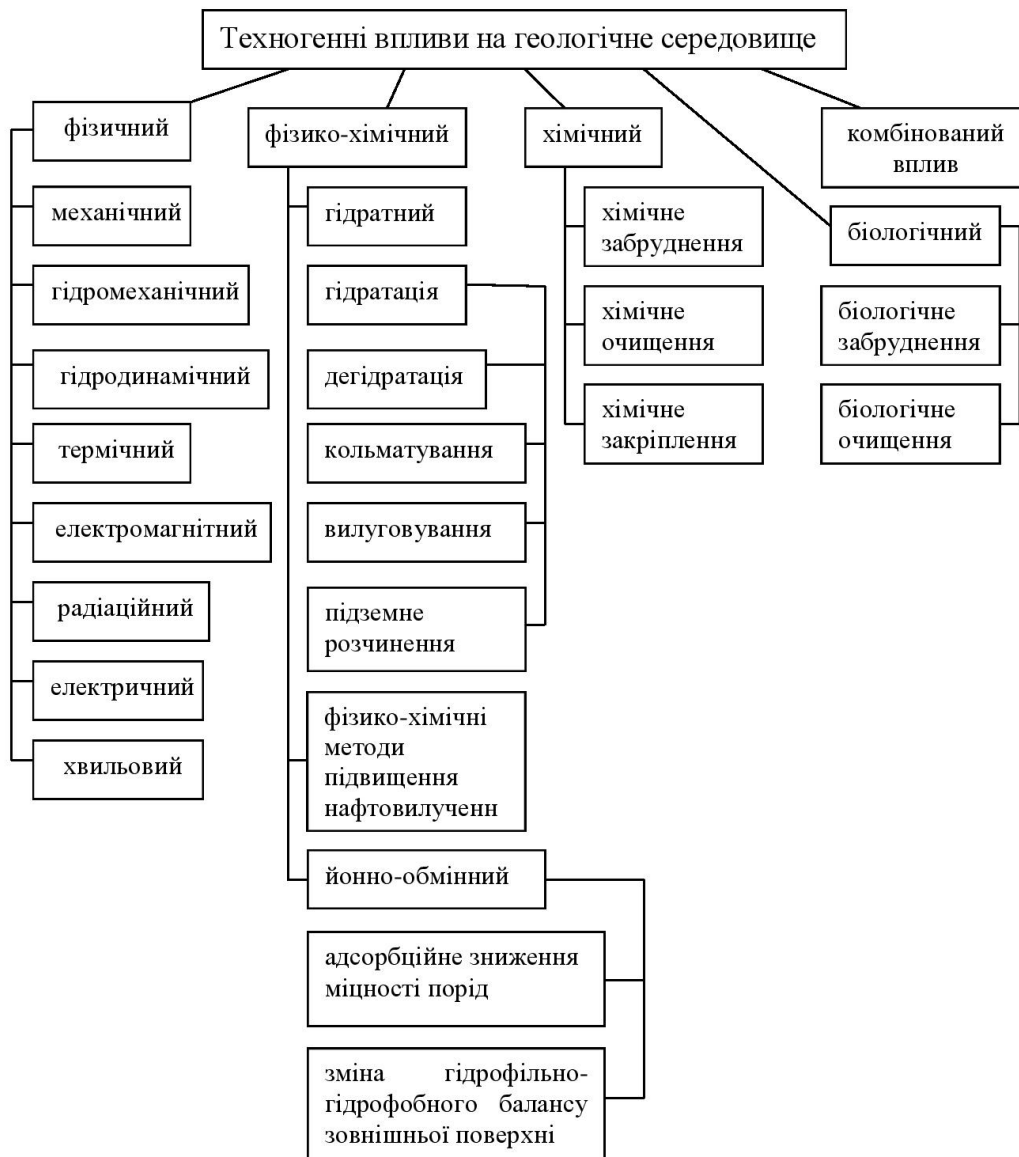 Техногенні впливи на геологічне середовище
фізичний
механічний
гідромеханічний
гідродинамічний
термічний
електромагнітний
радіаційний
електричний
хвильовий
фізико-хімічний
гідратний
гідратація
дегідратація
кольматування
вилуговування
підземне
розчинення
фізико-хімічні
методи
підвищення
нафтовилученн
йонно-обмінний
адсорбційне зниження
міцності порід
зміна гідрофільно-
гідрофобного балансу
зовнішньої поверхні
хімічний
хімічне
забруднення
хімічне
очищення
хімічне
закріплення
комбінований
вплив
біологічний
біологічне
забруднення
біологічне
очищення